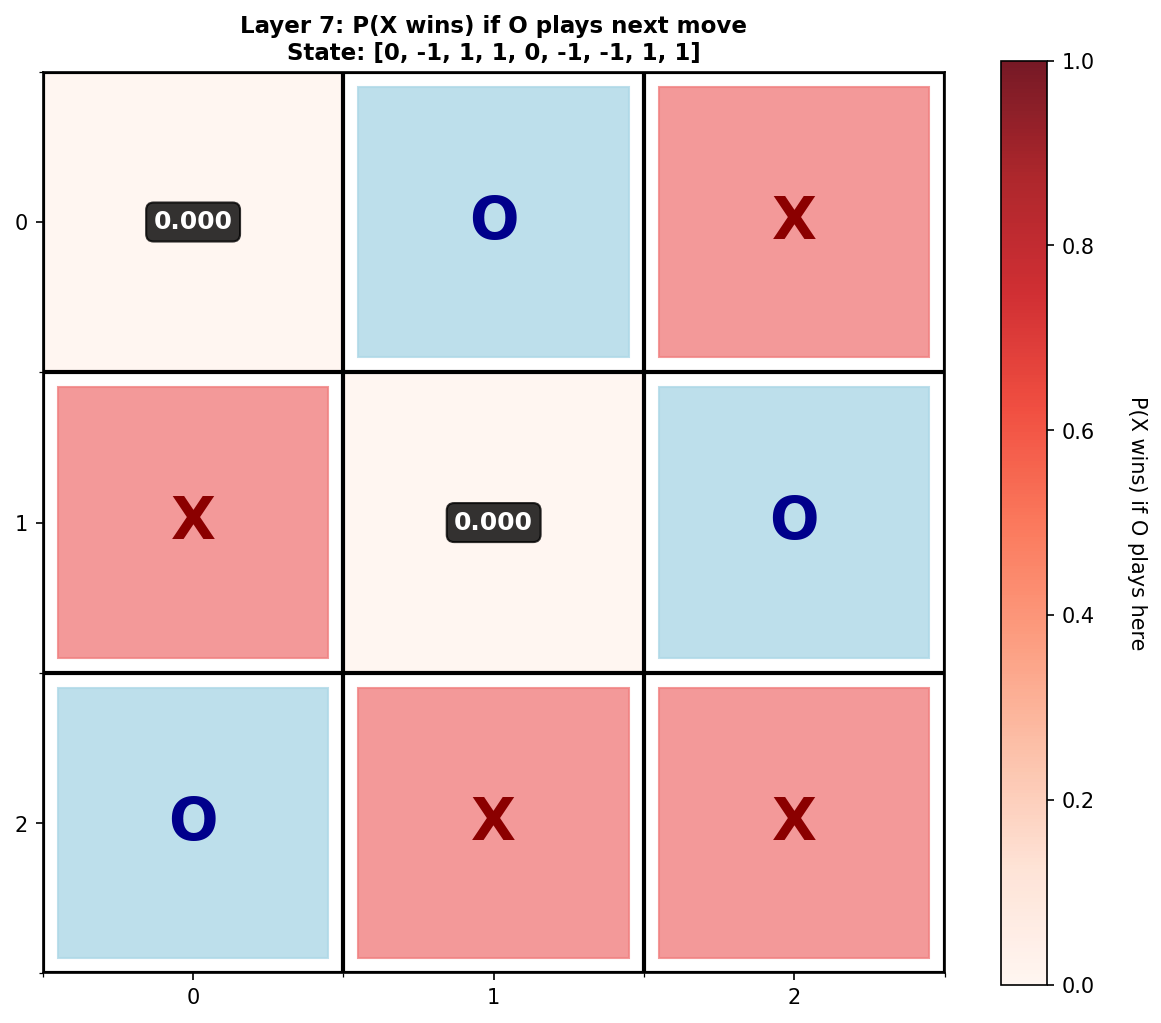 Layer 7: P(X wins) if O plays next move
State: [0, -1, 1, 1, 0, -1, -1, 1, 1]
0
0.000
O
X
1
X
0.000
O
2
O
X
X
0
1
2
1.0
0.8
0.6
0.4
0.2
0.0
P(X wins) if O plays here